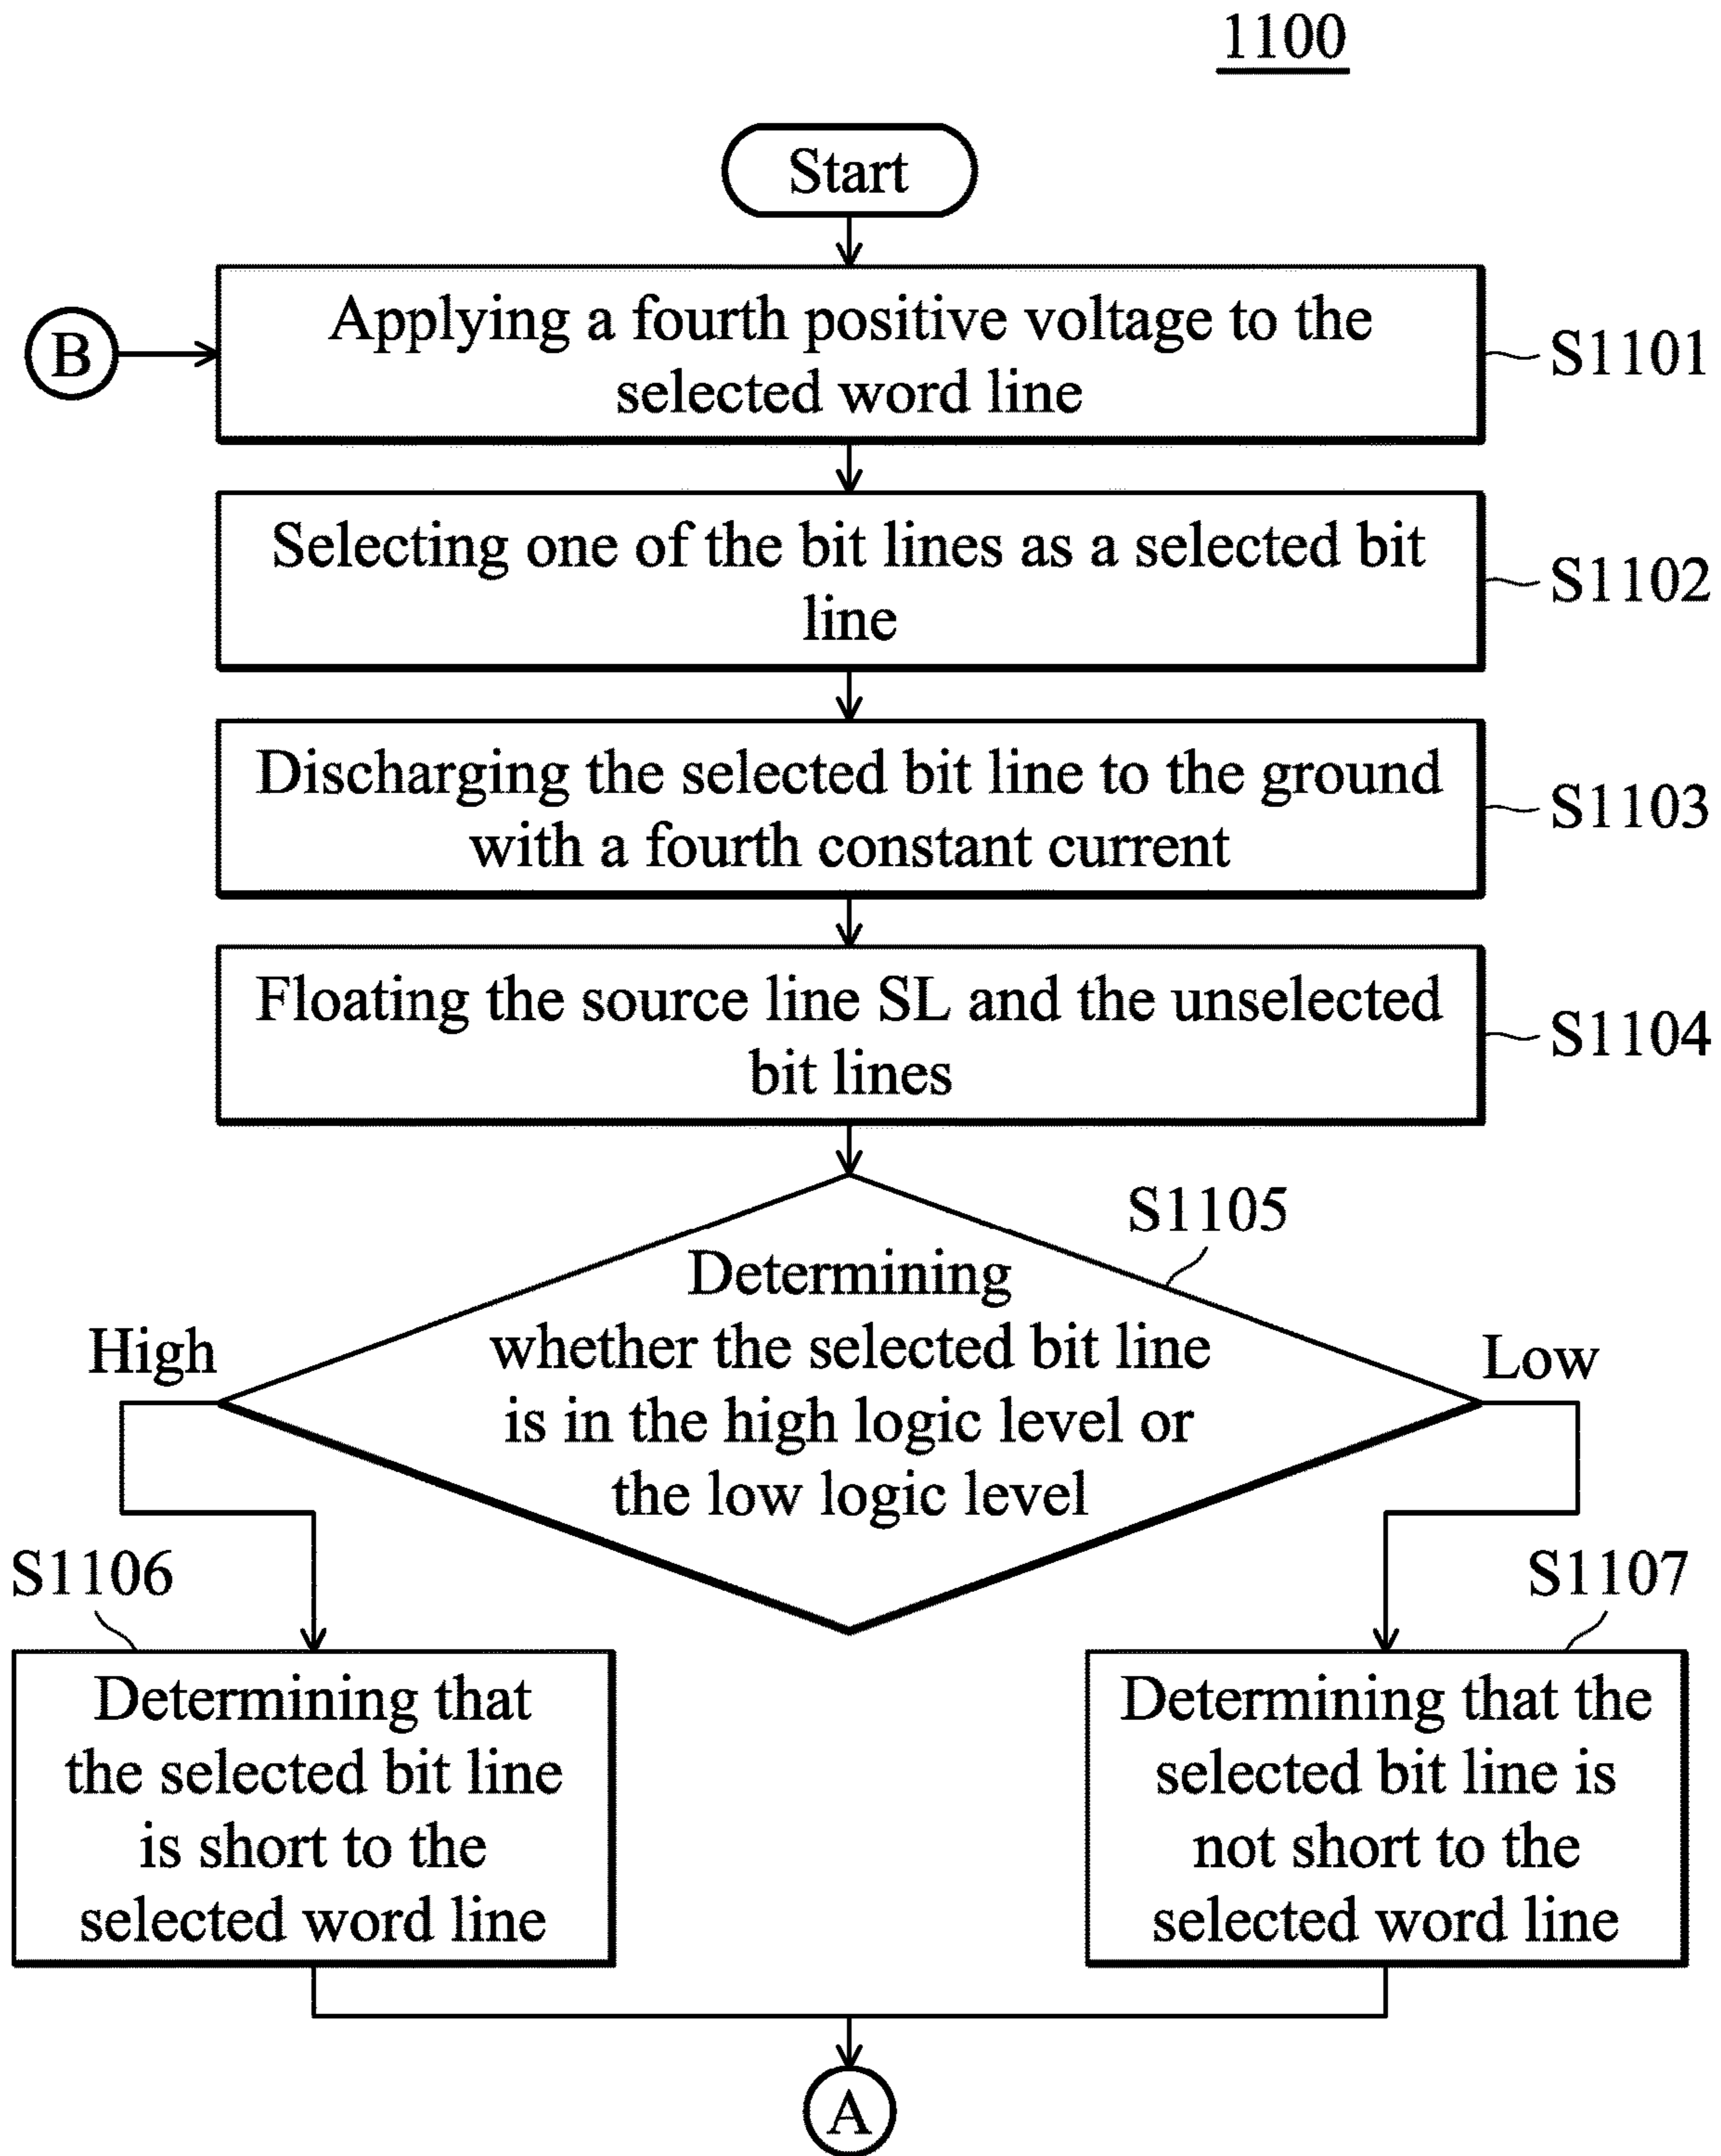 1100
Start
B
Applying a fourth positive voltage to the
selected word line
S1101
Selecting one of the bit lines as a selected bit
line
S1102
Discharging the selected bit line to the ground
with a fourth constant current
S1103
Floating the source line SL and the unselected
bit lines
S1104
S1105
Determining
whether the selected bit line
is in the high logic level or
the low logic level
High
Low
S1106
Determining that
the selected bit line
is short to the
selected word line
S1107
Determining that the
selected bit line is
not short to the
selected word line
A